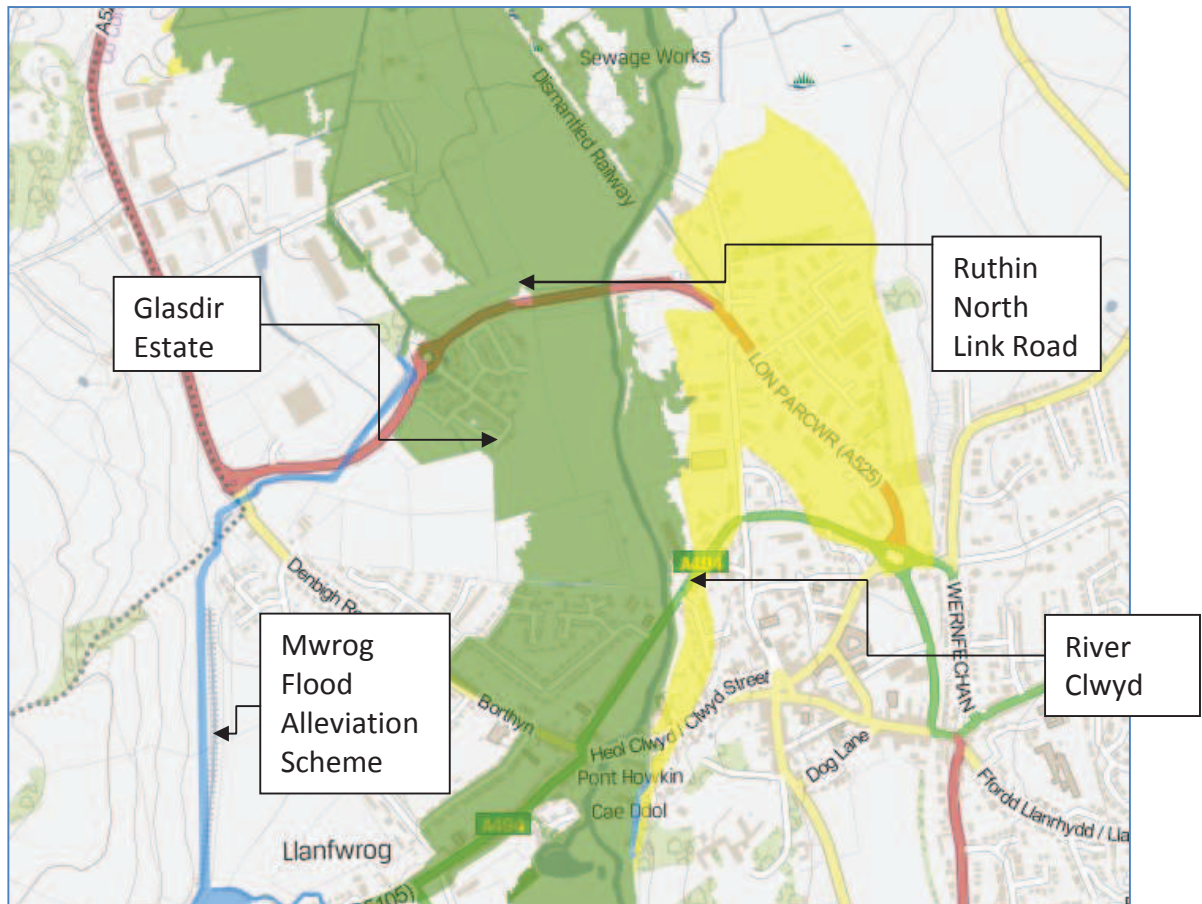 A52
Sewage Works
Dismantled Railway
Glasdir
Estate
Ruthin
North
Link Road
LON PARCWR (A525)
A494
Denbigh
WERNFECHAN
Mwrog
Flood
Alleviation
Scheme
River
Clwyd
Borthyn
Heol Clwyd / Clwyd Street
Dog Lane
Pont Howkin
Cae Ddol
Ffordd Llanrhydd / Lla
A494
Llanfwrog
5105)